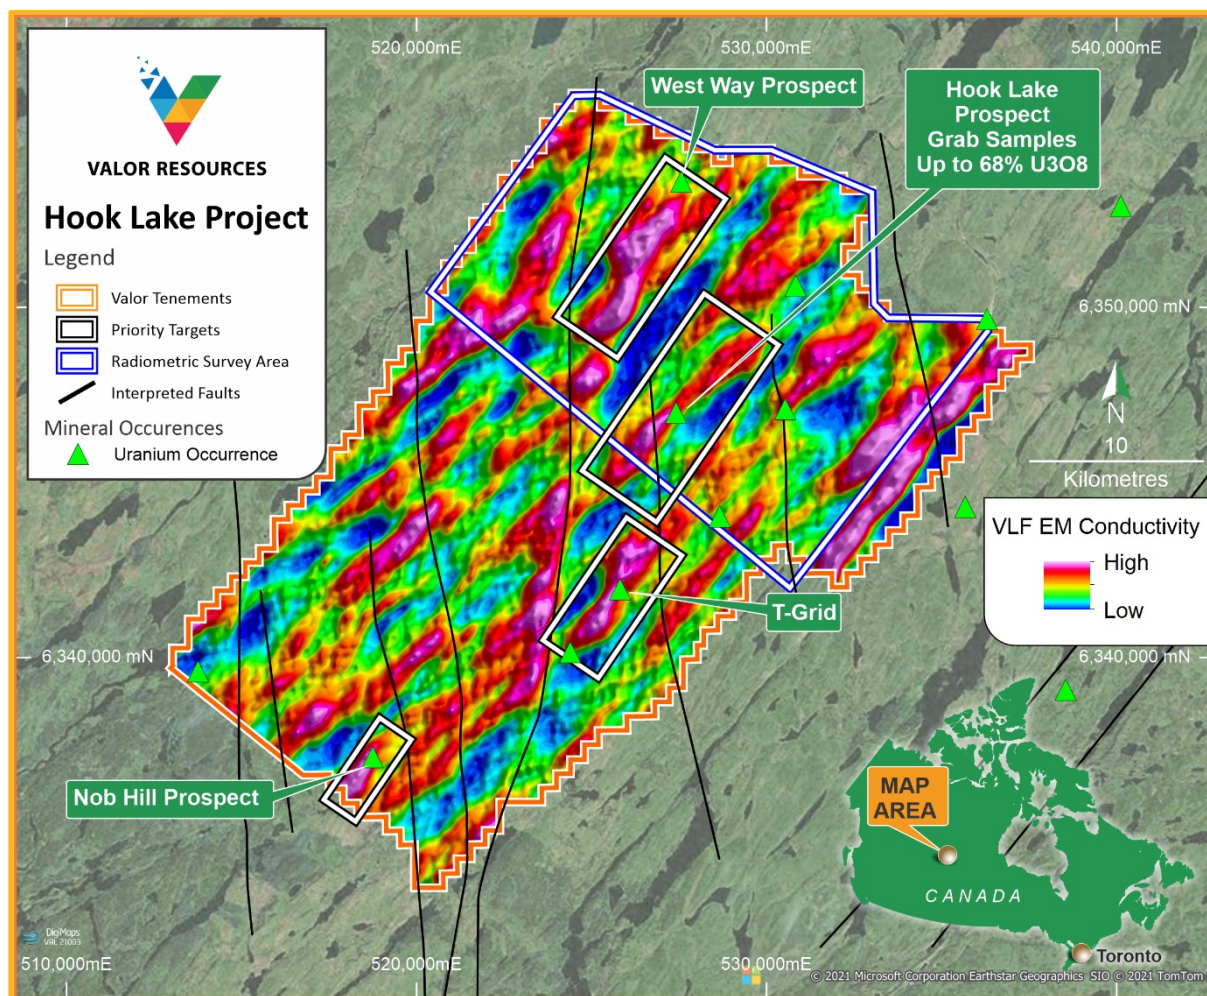 520,000mE
530,000mE
540,000mE
VALOR RESOURCES
Hook Lake Project
Legend
Valor Tenements
Priority Targets
Radiometric Survey Area
Interpreted Faults
Mineral Occurences
Uranium Occurrence
West Way Prospect
Hook Lake
Prospect
Grab Samples
Up to 68% U3O8
6,350,000 mN
N
10
Kilometres
VLF EM Conductivity
High
Low
T-Grid
6,340,000 mN
6,340,000 mN
Nob Hill Prospect
MAP
AREA
CANADA
Toronto
DigiMaps
VAL 21003
510,000mE
520,000mE
530,000mE
© 2021 Microsoft Corporation Earthstar Geographics SIO © 2021 TomTom